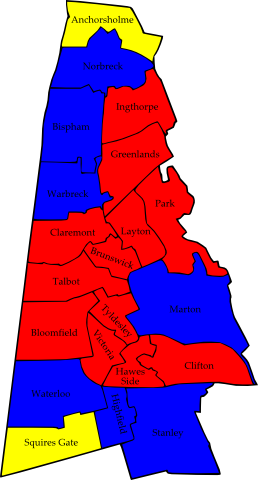 Anchorsholme
Norbreck
Ingthorpe
Bispham
Greenlands
Warbreck
Park
Claremont
Layton
Brunswick
Talbot
Marton
Tyldesley
Bloomfield
Victoria
Clifton
Hawes
Side
Waterloo
Highfield
Squires Gate
Stanley